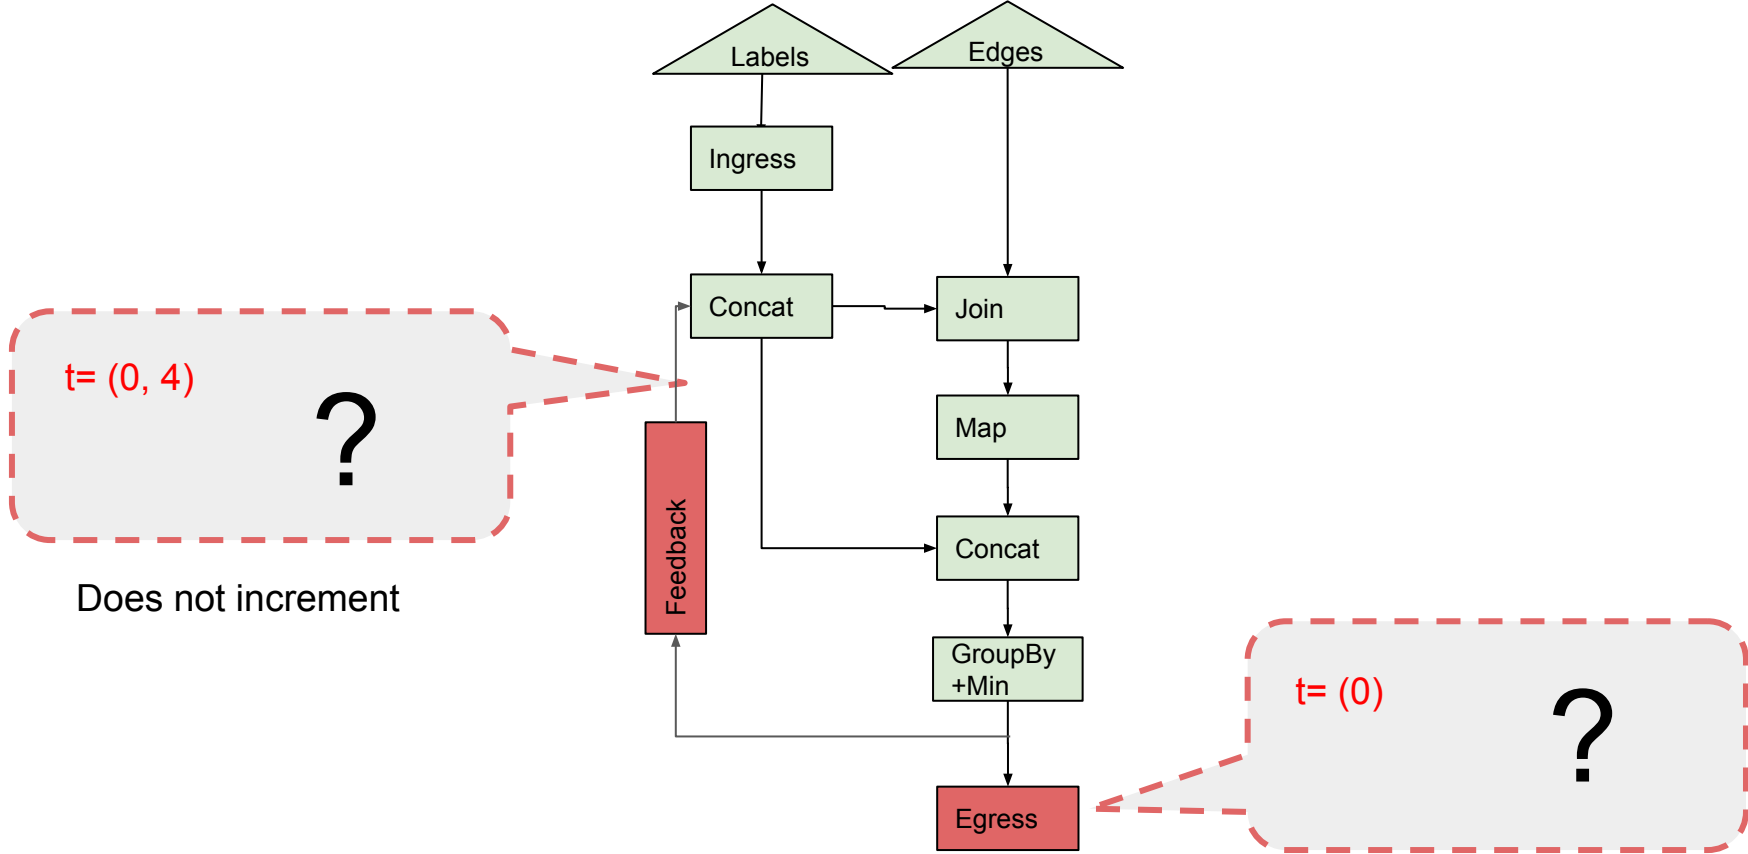 Labels
Edges
Ingress
Concat
Join
t= (0, 4)
?
Map
Feedback
Concat
Does not increment
GroupBy
+Min
t= (0)
?
Egress